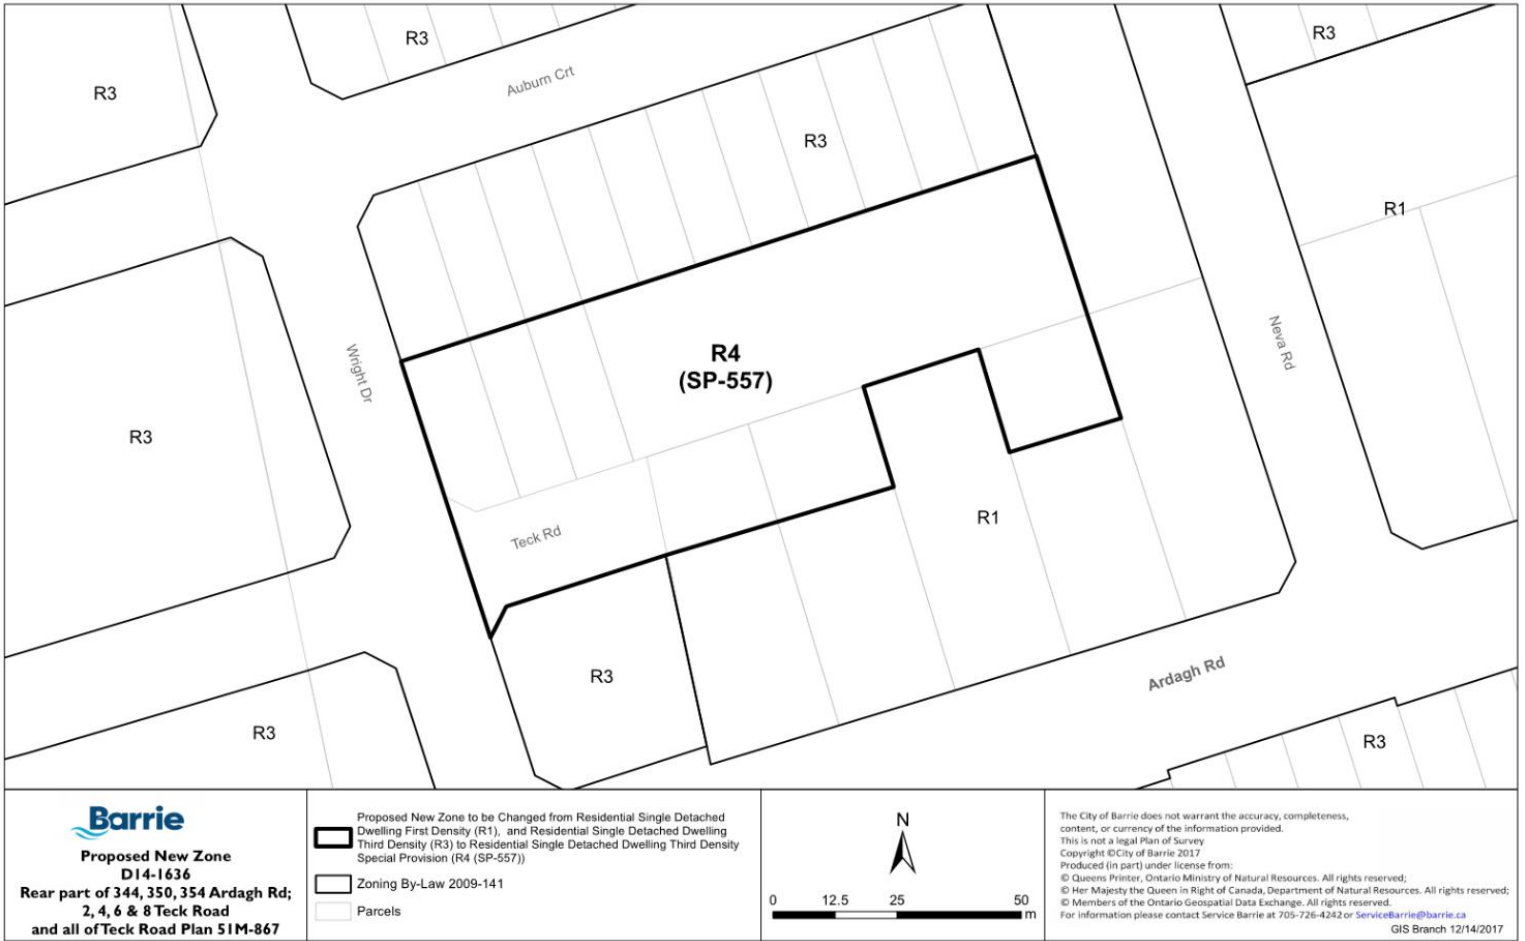 R3
R3
R3
Auburn Crt
R3
R1
Neva Rd
Wright Dr
R4
(SP-557)
R3
R1
Teck Rd
R3
Ardagh Rd
R3
R3
Barrie
Proposed New Zone
D14-1636
Rear part of 344, 350, 354 Ardagh Rd;
2, 4, 6 & 8 Teck Road
and all of Teck Road Plan 51M-867
Proposed New Zone to be Changed from Residential Single Detached
Dwelling First Density (R1), and Residential Single Detached Dwelling
Third Density (R3) to Residential Single Detached Dwelling Third Density
Special Provision (R4 (SP-557))
Zoning By-Law 2009-141
Parcels
N
0 12.5 25 50
m
The City of Barrie does not warrant the accuracy, completeness,
content, or currency of the information provided.
This is not a legal Plan of Survey
Copyright ©City of Barrie 2017
Produced (in part) under license from:
© Queens Printer, Ontario Ministry of Natural Resources. All rights reserved;
© Her Majesty the Queen in Right of Canada, Department of Natural Resources. All rights reserved;
© Members of the Ontario Geospatial Data Exchange. All rights reserved.
For information please contact Service Barrie at 705-726-4242 or ServiceBarrie@barrie.ca
GIS Branch 12/14/2017